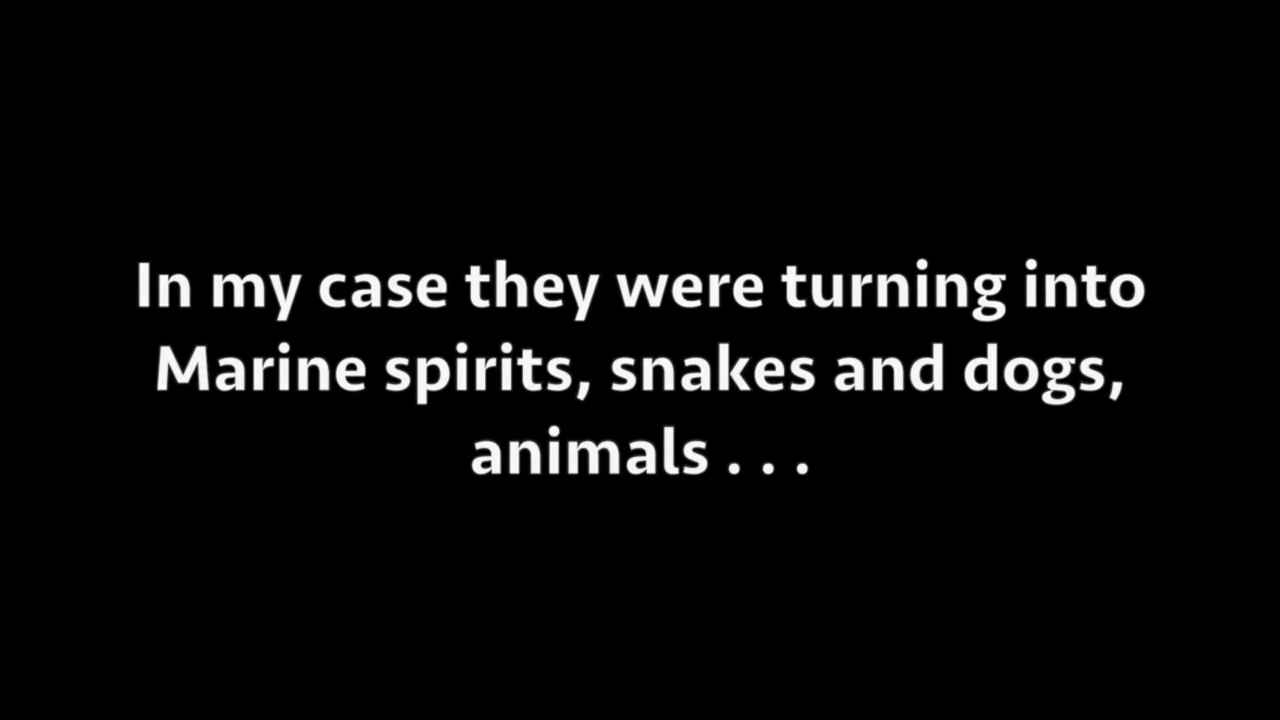 In my case they were turning into
Marine spirits, snakes and dogs,
animals . . .